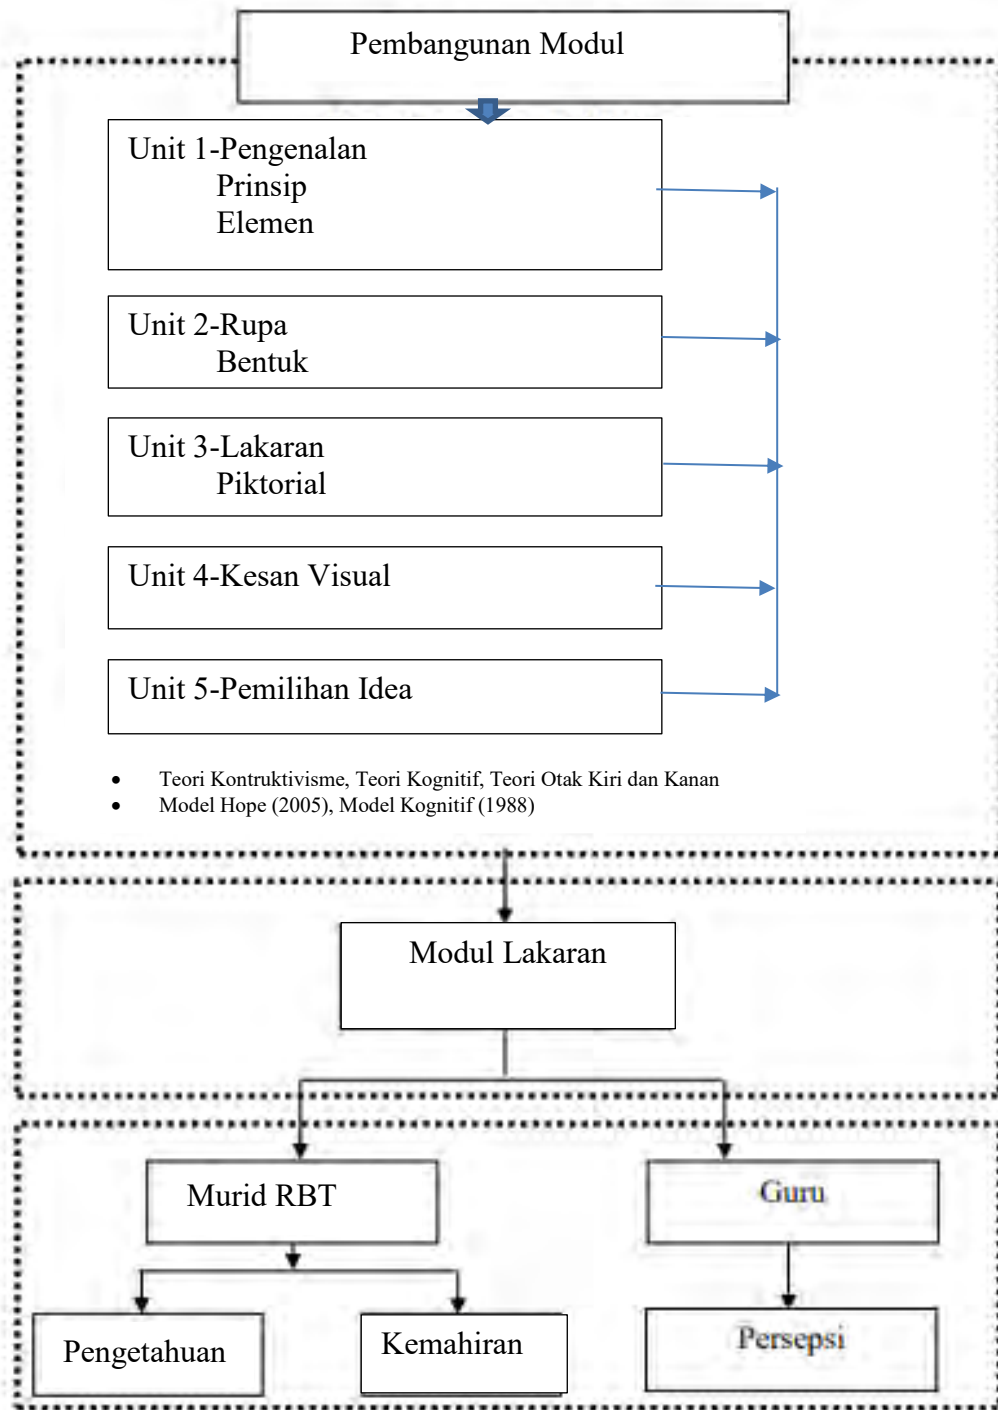 Pembangunan Modul
Unit 1-Pengenalan
Prinsip
Elemen
Unit 2-Rupa
Bentuk
Unit 3-Lakaran
Piktorial
Unit 4-Kesan Visual
Unit 5-Pemilihan Idea
• Teori Kontruktivisme, Teori Kognitif, Teori Otak Kiri dan Kanan
• Model Hope (2005), Model Kognitif (1988)
Modul Lakaran
Murid RBT
Guru
Pengetahuan
Kemahiran
Persepsi